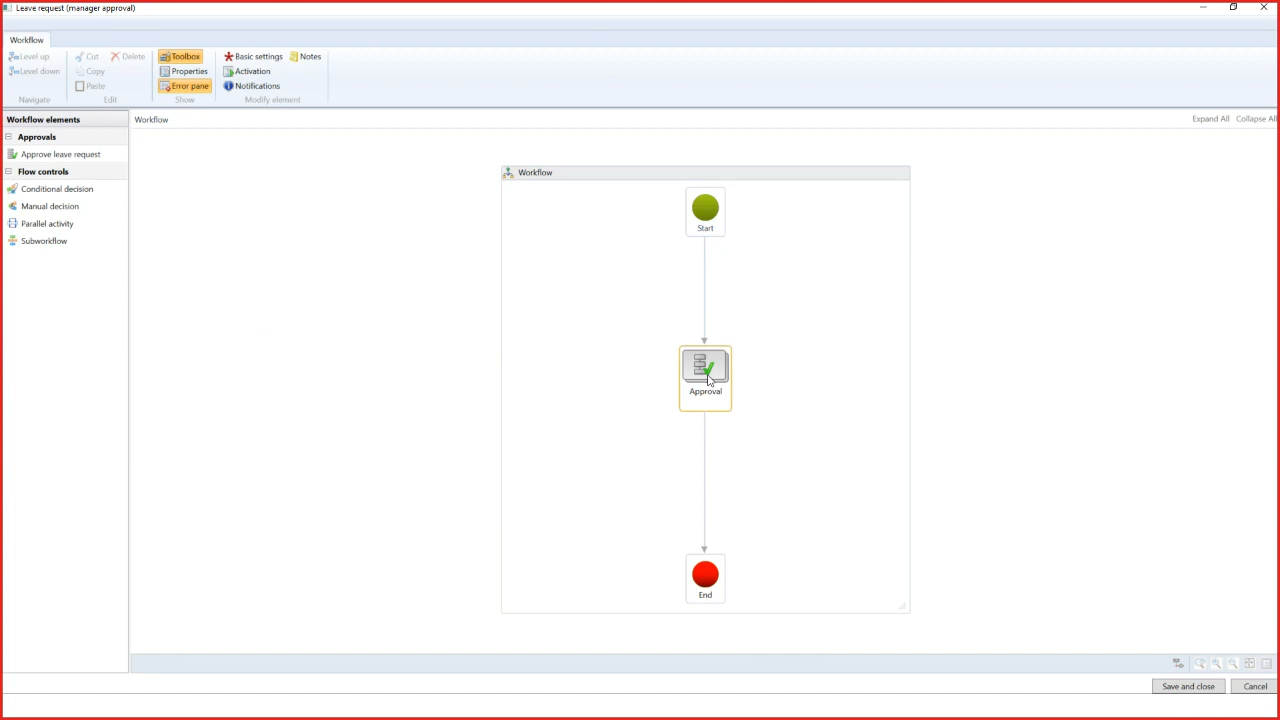 Leave request (manager approval)
Workflow
Level up
Cut
Delete
Toolbox
Basic settings
Notes
Level down
Copy
Properties
Activation
Paste
Error pane
Notifications
Navigate
Edit
Show
Modify element
Workflow elements
Workflow
Expand All
Collapse All
Approvals
Approve leave request
Flow controls
Conditional decision
Manual decision
Parallel activity
Subworkflow
Workflow
Start
Approval
End
Save and close
Cancel